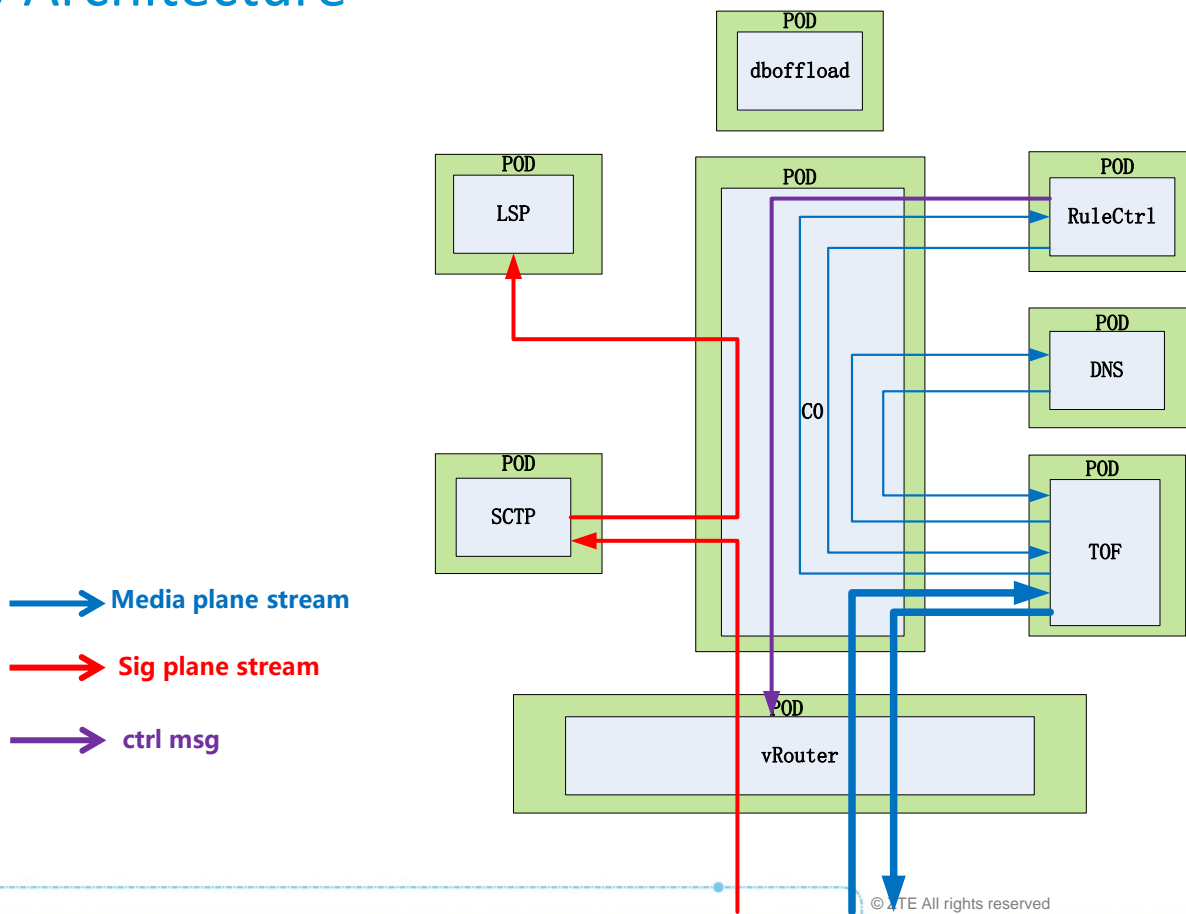 Architecture
POD
dboffload
POD
LSP
POD
C0
POD
RuleCtrl
POD
DNS
POD
SCTP
POD
TOF
Media plane stream
Sig plane stream
ctrl msg
POD
vRouter
© ZTE All rights reserved